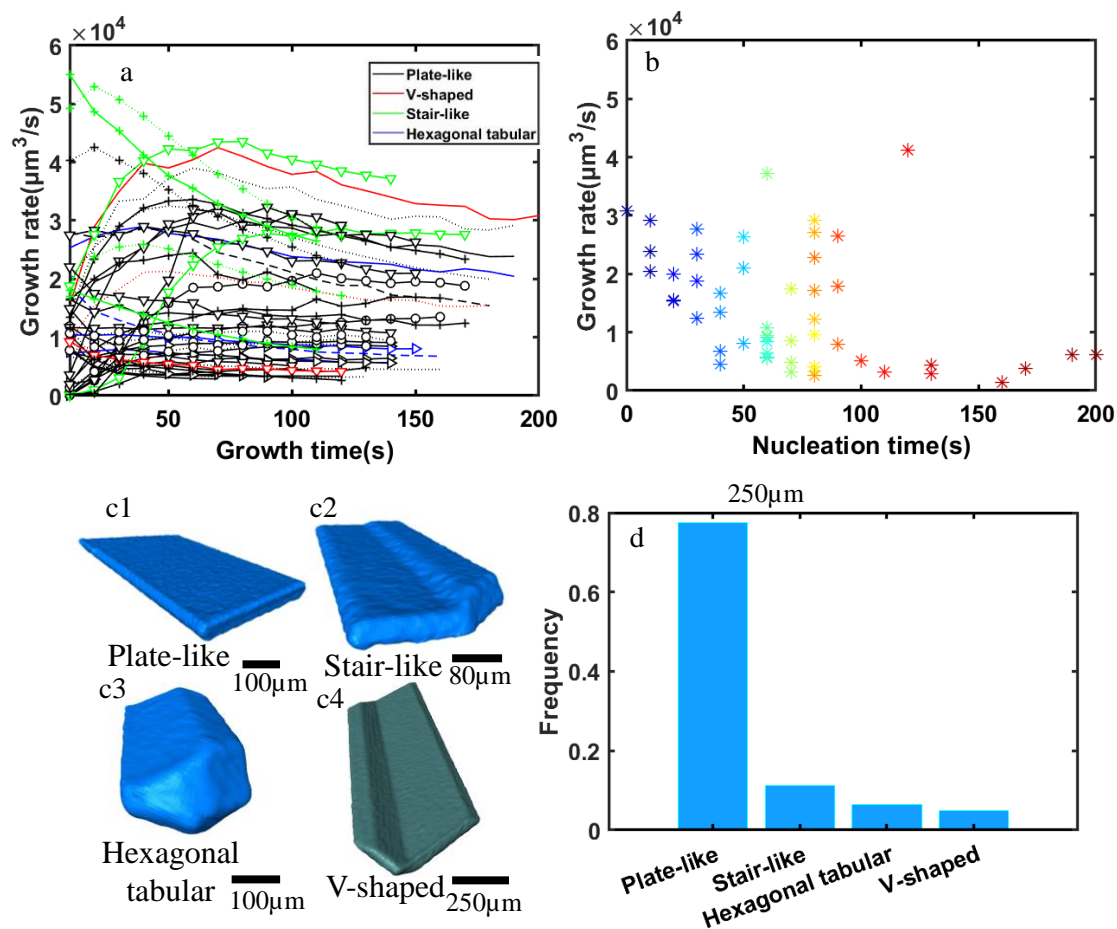 ×10⁴
a
6
5
4
3
2
1
0
50
100
150
200
Growth rate(µm³/s)
Growth time(s)
Plate-like
V-shaped
Stair-like
Hexagonal tabular
×10⁴
b
6
5
4
3
2
1
0
0
50
100
150
200
Growth rate(µm³/s)
Nucleation time(s)
c1
Plate-like
100µm
c2
Stair-like
80µm
c3
Hexagonal
tabular
100µm
c4
V-shaped
250µm
250µm
d
0.8
0.6
0.4
0.2
0
Frequency
Plate-like
Stair-like
Hexagonal tabular
V-shaped